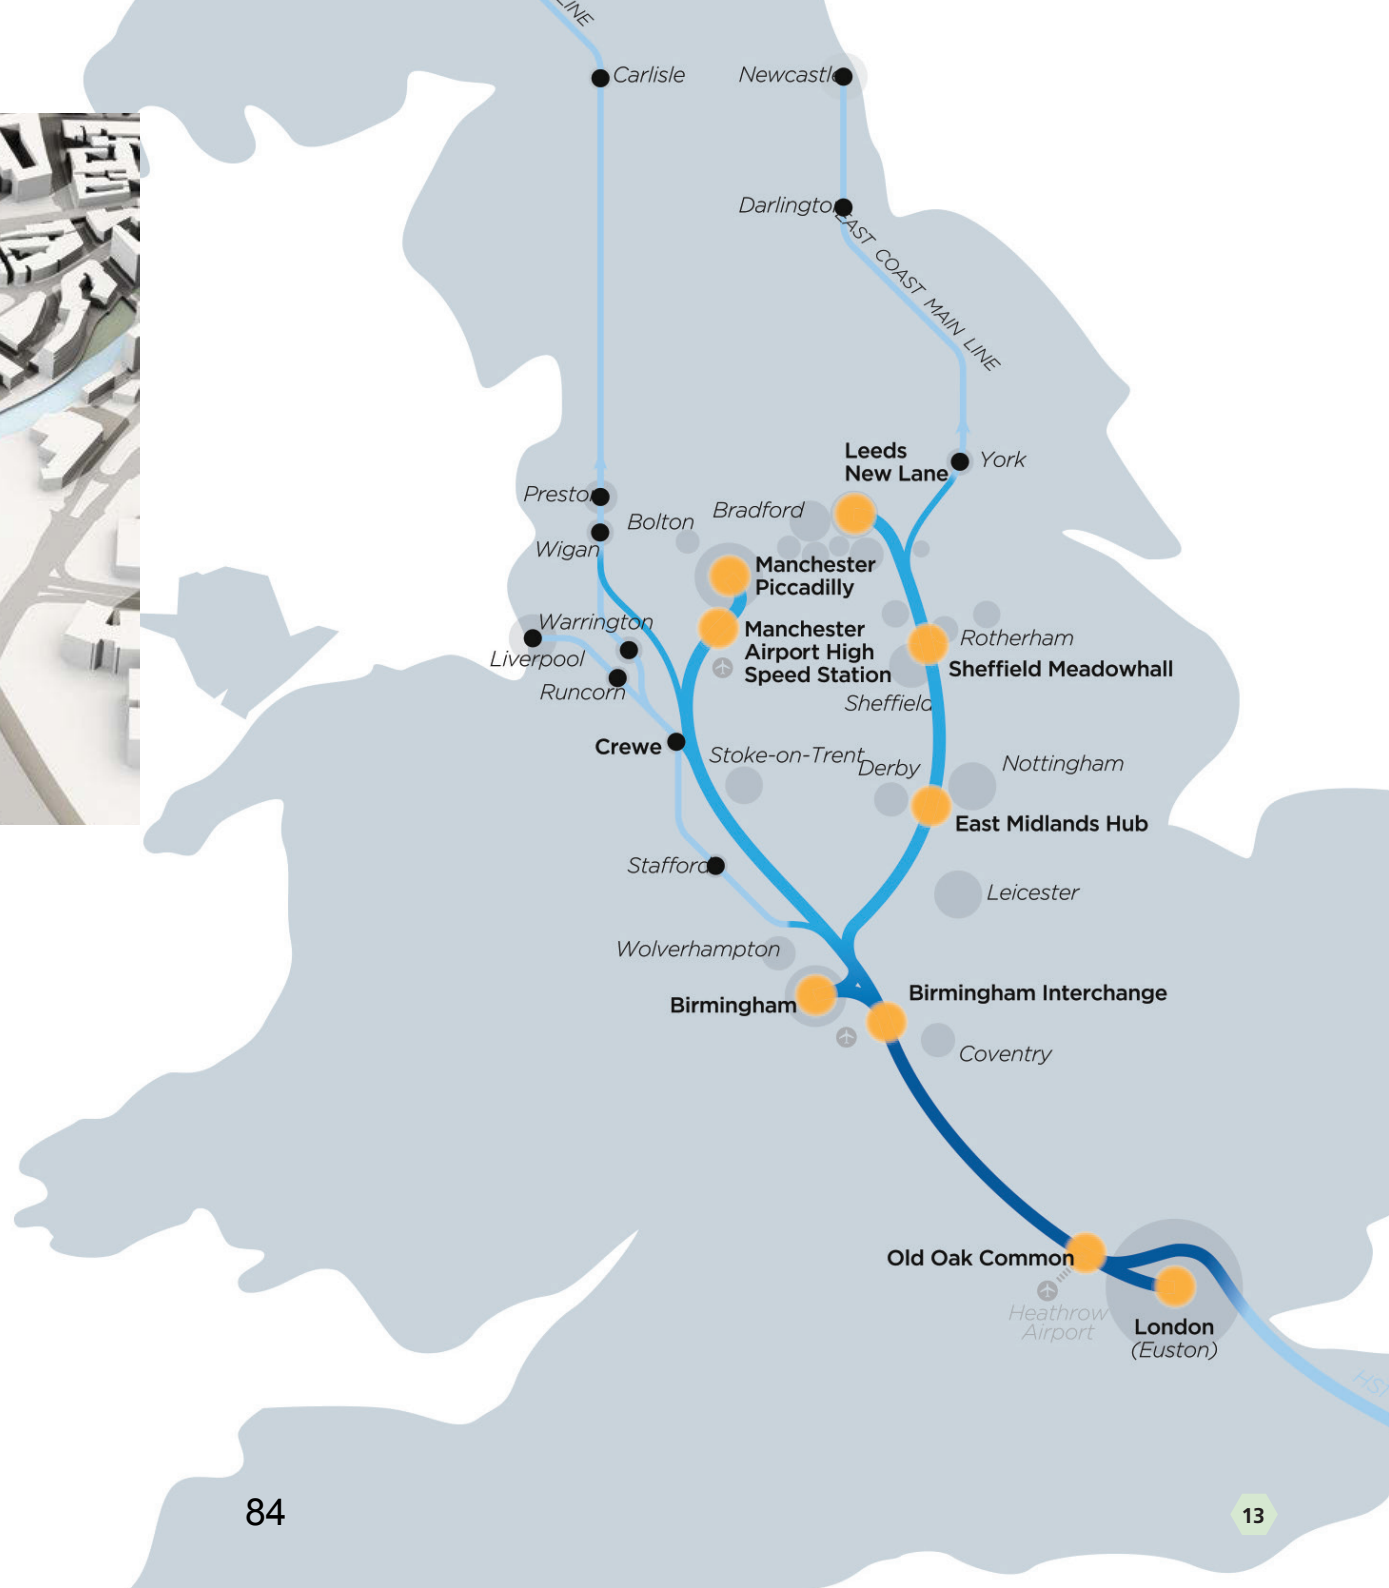 LINE
Carlisle
Newcastle
Darlington
EAST COAST MAIN LINE
Leeds
New Lane
York
Preston
Bolton
Bradford
Wigan
Manchester
Piccadilly
Warrington
Manchester
Airport High
Speed Station
Liverpool
Runcorn
Rotherham
Sheffield Meadowhall
Sheffield
Crewe
Stoke-on-Trent
Derby
Nottingham
East Midlands Hub
Stafford
Leicester
Wolverhampton
Birmingham
Birmingham Interchange
Coventry
Old Oak Common
Heathrow
Airport
London
(Euston)
HS1
84
13